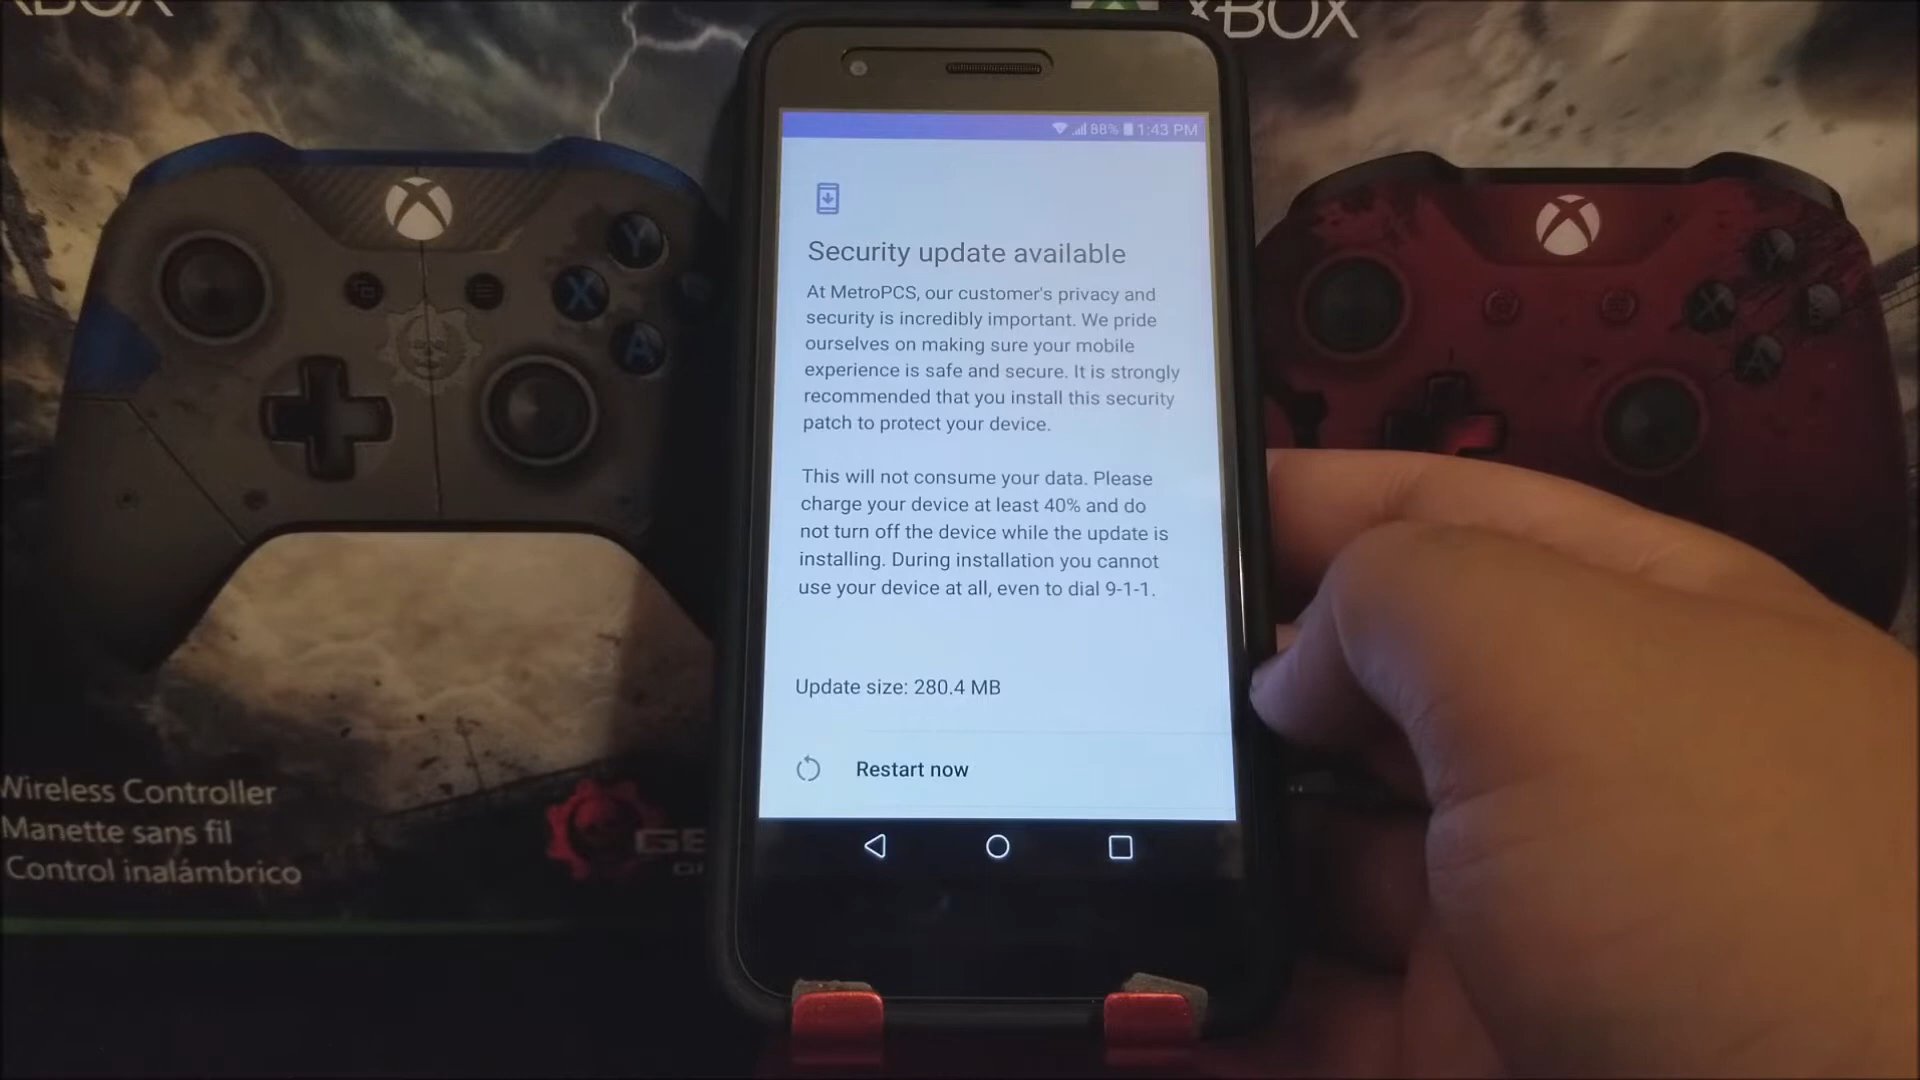 XBOX
XBOX
88% 1:43 PM
Security update available
At MetroPCS, our customer's privacy and
security is incredibly important. We pride
ourselves on making sure your mobile
experience is safe and secure. It is strongly
recommended that you install this security
patch to protect your device.
This will not consume your data. Please
charge your device at least 40% and do
not turn off the device while the update is
installing. During installation you cannot
use your device at all, even to dial 9-1-1.
Update size: 280.4 MB
Restart now
Y
X
A
Y
X
A
Wireless Controller
Manette sans fil
Control inalámbrico
GE